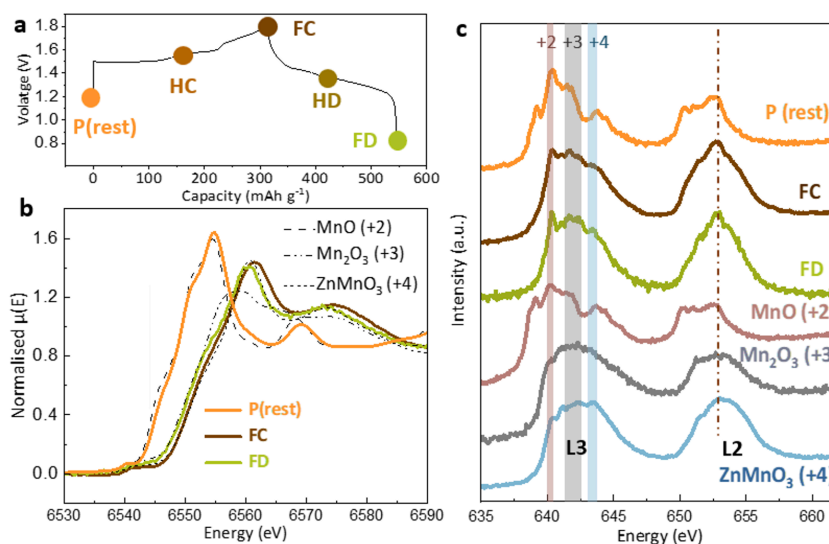 a
Volatge (V)
1.8
1.6
1.4
1.2
1.0
0.8
FC
HC
P(rest)
HD
FD
0 100 200 300 400 500 600
Capacity (mAh g⁻¹)
b
Normalised μ(E)
1.6
1.2
0.8
0.4
0.0
MnO (+2)
Mn₂O₃ (+3)
ZnMnO₃ (+4)
P(rest)
FC
FD
6530 6540 6550 6560 6570 6580 6590
Energy (eV)
c
Intensity (a.u.)
+2 +3 +4
P (rest)
FC
FD
MnO (+2
Mn₂O₃ (+3
L3 L2
ZnMnO₃ (+4
635 640 645 650 655 66
Energy (eV)